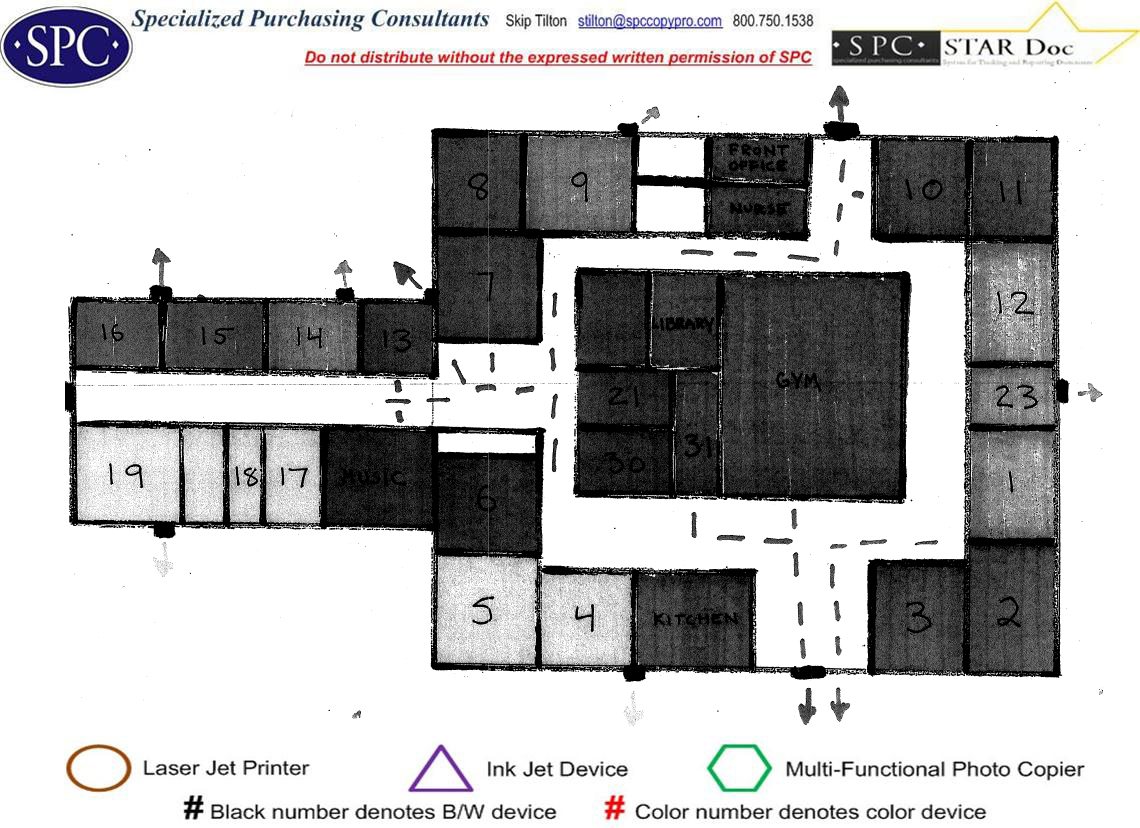 Specialized Purchasing Consultants Skip Tilton stilton@spccopypro.com 800.750.1538
·SPC·
Do not distribute without the expressed written permission of SPC
·SPC· STAR Doc
specialized purchasing consultants System for Tracking and Reporting Documents
8 9 FRONT OFFICE 10 11
NURSE
7
12
16 15 14 13
LIBRARY
GYM
21 23
19 18 17 MUSIC 30 31 1
6
5 4 KITCHEN 3 2
Laser Jet Printer Ink Jet Device Multi-Functional Photo Copier
# Black number denotes B/W device # Color number denotes color device